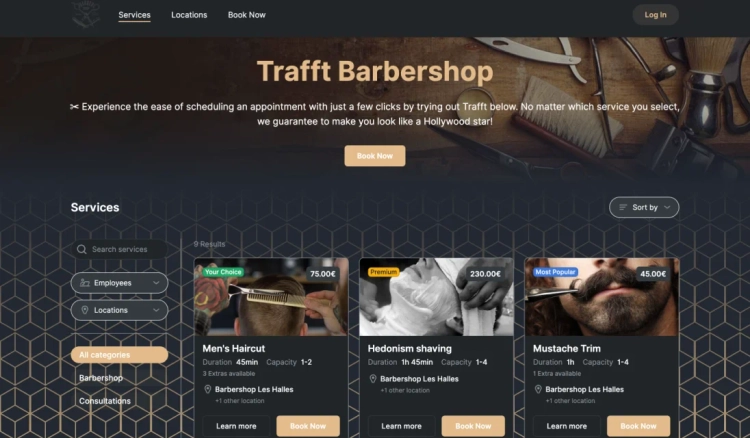 Services
Locations
Book Now
Log In
Trafft Barbershop
✂ Experience the ease of scheduling an appointment with just a few clicks by trying out Trafft below. No matter which service you select,
we guarantee to make you look like a Hollywood star!
Book Now
Services
Sort by
Search services
Employees
Locations
All categories
Barbershop
Consultations
9 Results
Your Choice
75.00€
Men's Haircut
Duration 45min Capacity 1-2
3 Extras available
Barbershop Les Halles
+1 other location
Learn more
Book Now
Premium
230.00€
Hedonism shaving
Duration 1h 45min Capacity 1-4
Barbershop Les Halles
+1 other location
Learn more
Book Now
Most Popular
45.00€
Mustache Trim
Duration 1h Capacity 1-4
1 Extra available
Barbershop Les Halles
+1 other location
Learn more
Book Now